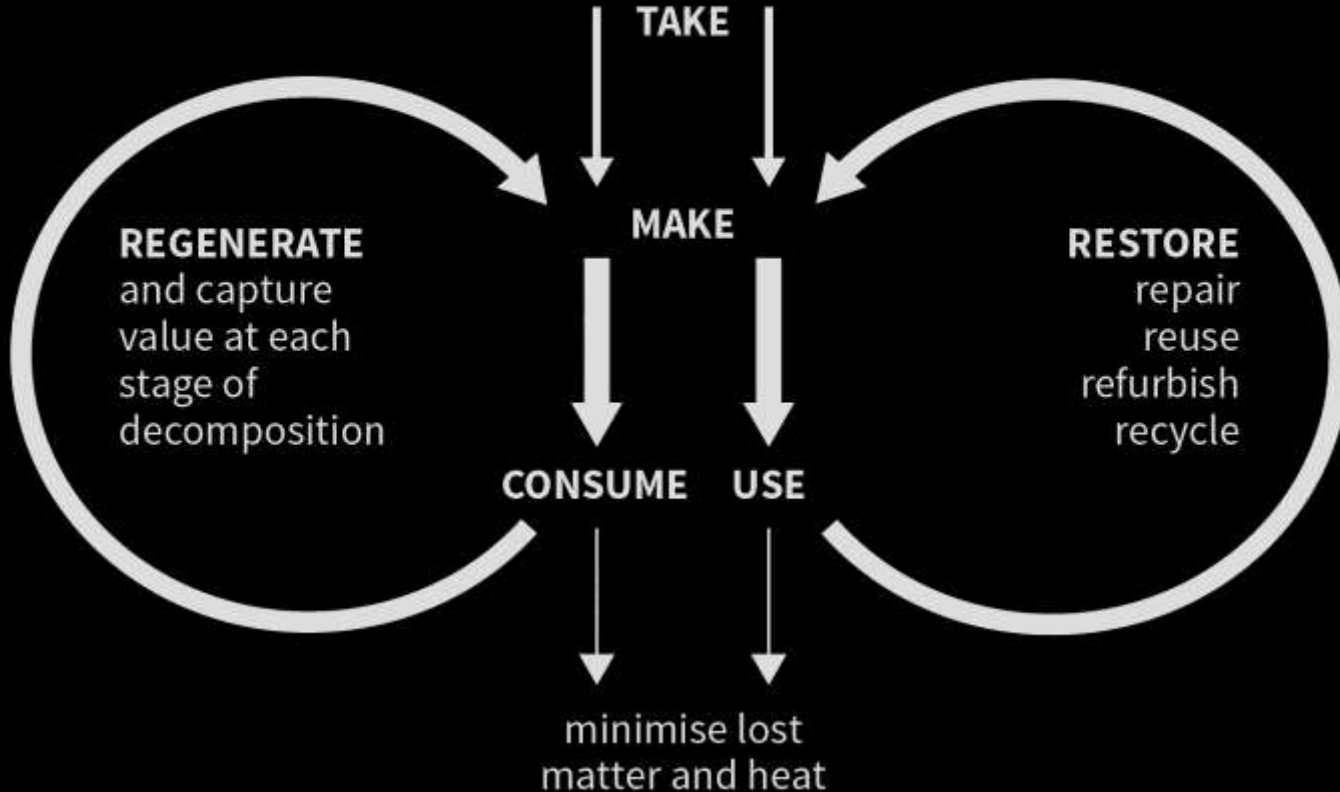 TAKE
MAKE
REGENERATE
and capture
value at each
stage of
decomposition
RESTORE
repair
reuse
refurbish
recycle
CONSUME
USE
minimise lost
matter and heat